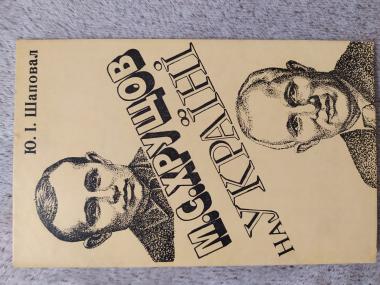 Ю. І. Шаповал
М. С. ХРУЩОВ
НА УКРАЇНІ